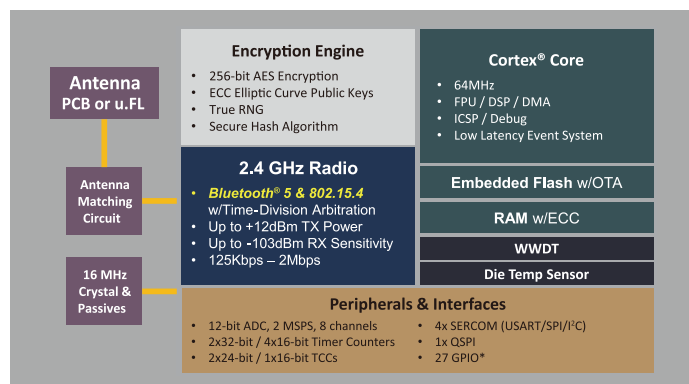 Antenna
PCB or u.FL
Antenna
Matching
Circuit
16 MHz
Crystal &
Passives
Encryption Engine
• 256-bit AES Encryption
• ECC Elliptic Curve Public Keys
• True RNG
• Secure Hash Algorithm
2.4 GHz Radio
• Bluetooth® 5 & 802.15.4
w/Time-Division Arbitration
• Up to +12dBm TX Power
• Up to -103dBm RX Sensitivity
• 125Kbps – 2Mbps
Cortex® Core
• 64MHz
• FPU / DSP / DMA
• ICSP / Debug
• Low Latency Event System
Embedded Flash w/OTA
RAM w/ECC
WWDT
Die Temp Sensor
Peripherals & Interfaces
• 12-bit ADC, 2 MSPS, 8 channels
• 2x32-bit / 4x16-bit Timer Counters
• 2x24-bit / 1x16-bit TCCs
• 4x SERCOM (USART/SPI/I²C)
• 1x QSPI
• 27 GPIO*